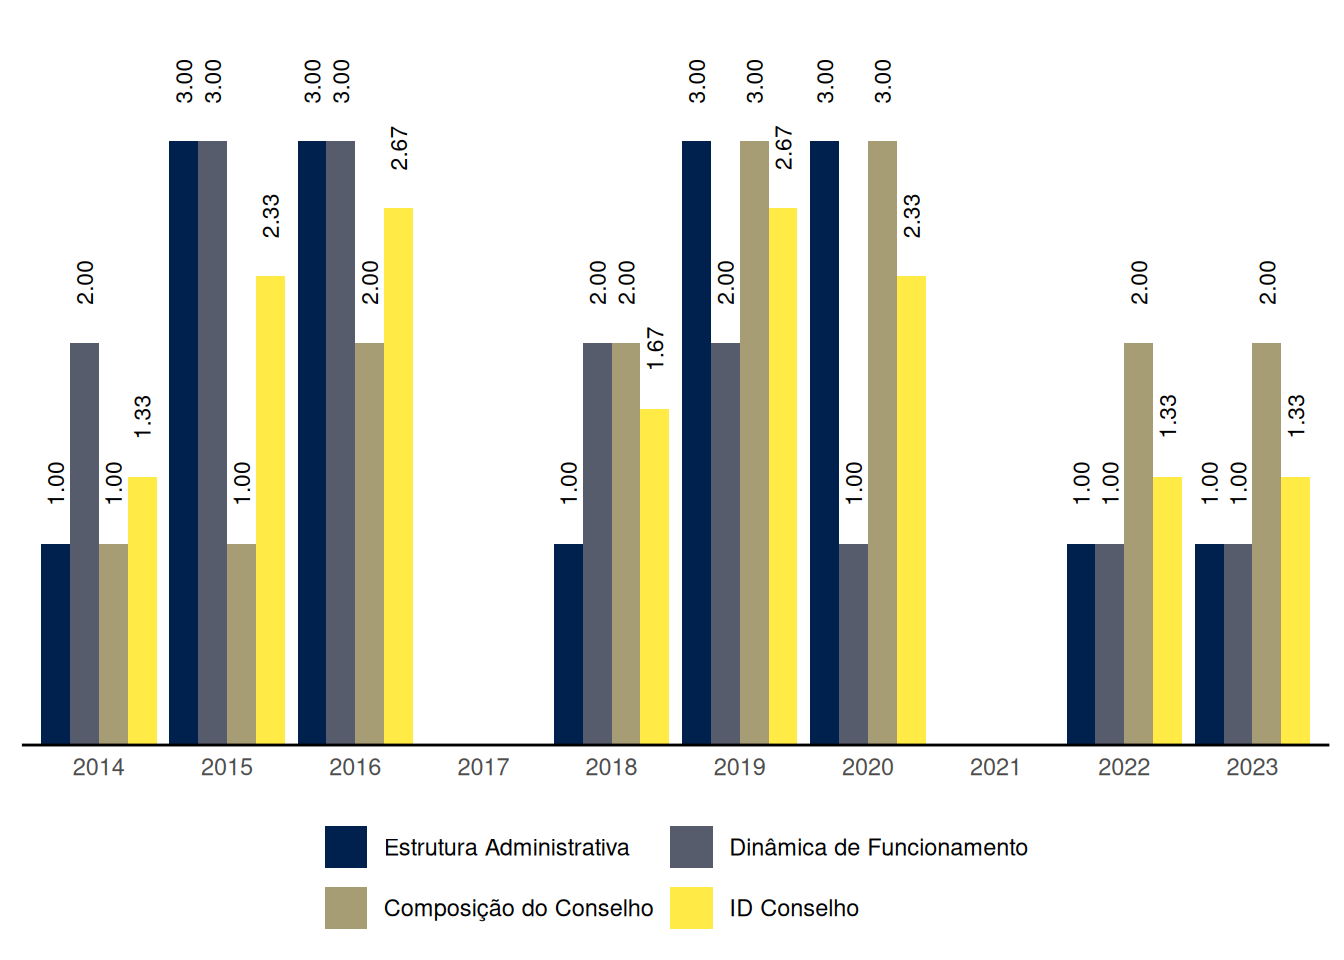 3.00 3.00 3.00 3.00 3.00 3.00 3.00 3.00
2.67 2.67
2.33 2.33
2.00 2.00 2.00 2.00 2.00 2.00 2.00
1.67
1.33 1.33 1.33
1.00 1.00 1.00 1.00 1.00 1.00 1.00 1.00 1.00
2014 2015 2016 2017 2018 2019 2020 2021 2022 2023
Estrutura Administrativa Dinâmica de Funcionamento
Composição do Conselho ID Conselho